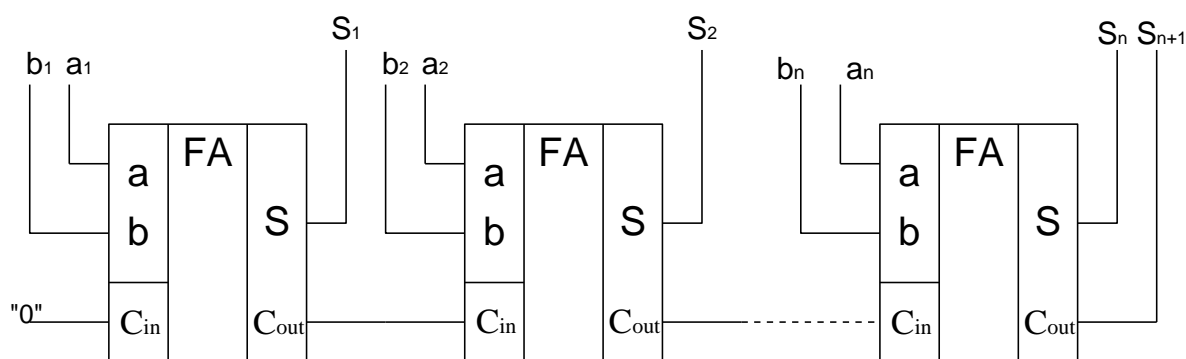 S1 S2 Sn Sn+1
b1 a1 b2 a2 bn an
FA FA FA
a a a
b S b S b S
"0" Cin Cout Cin Cout Cin Cout